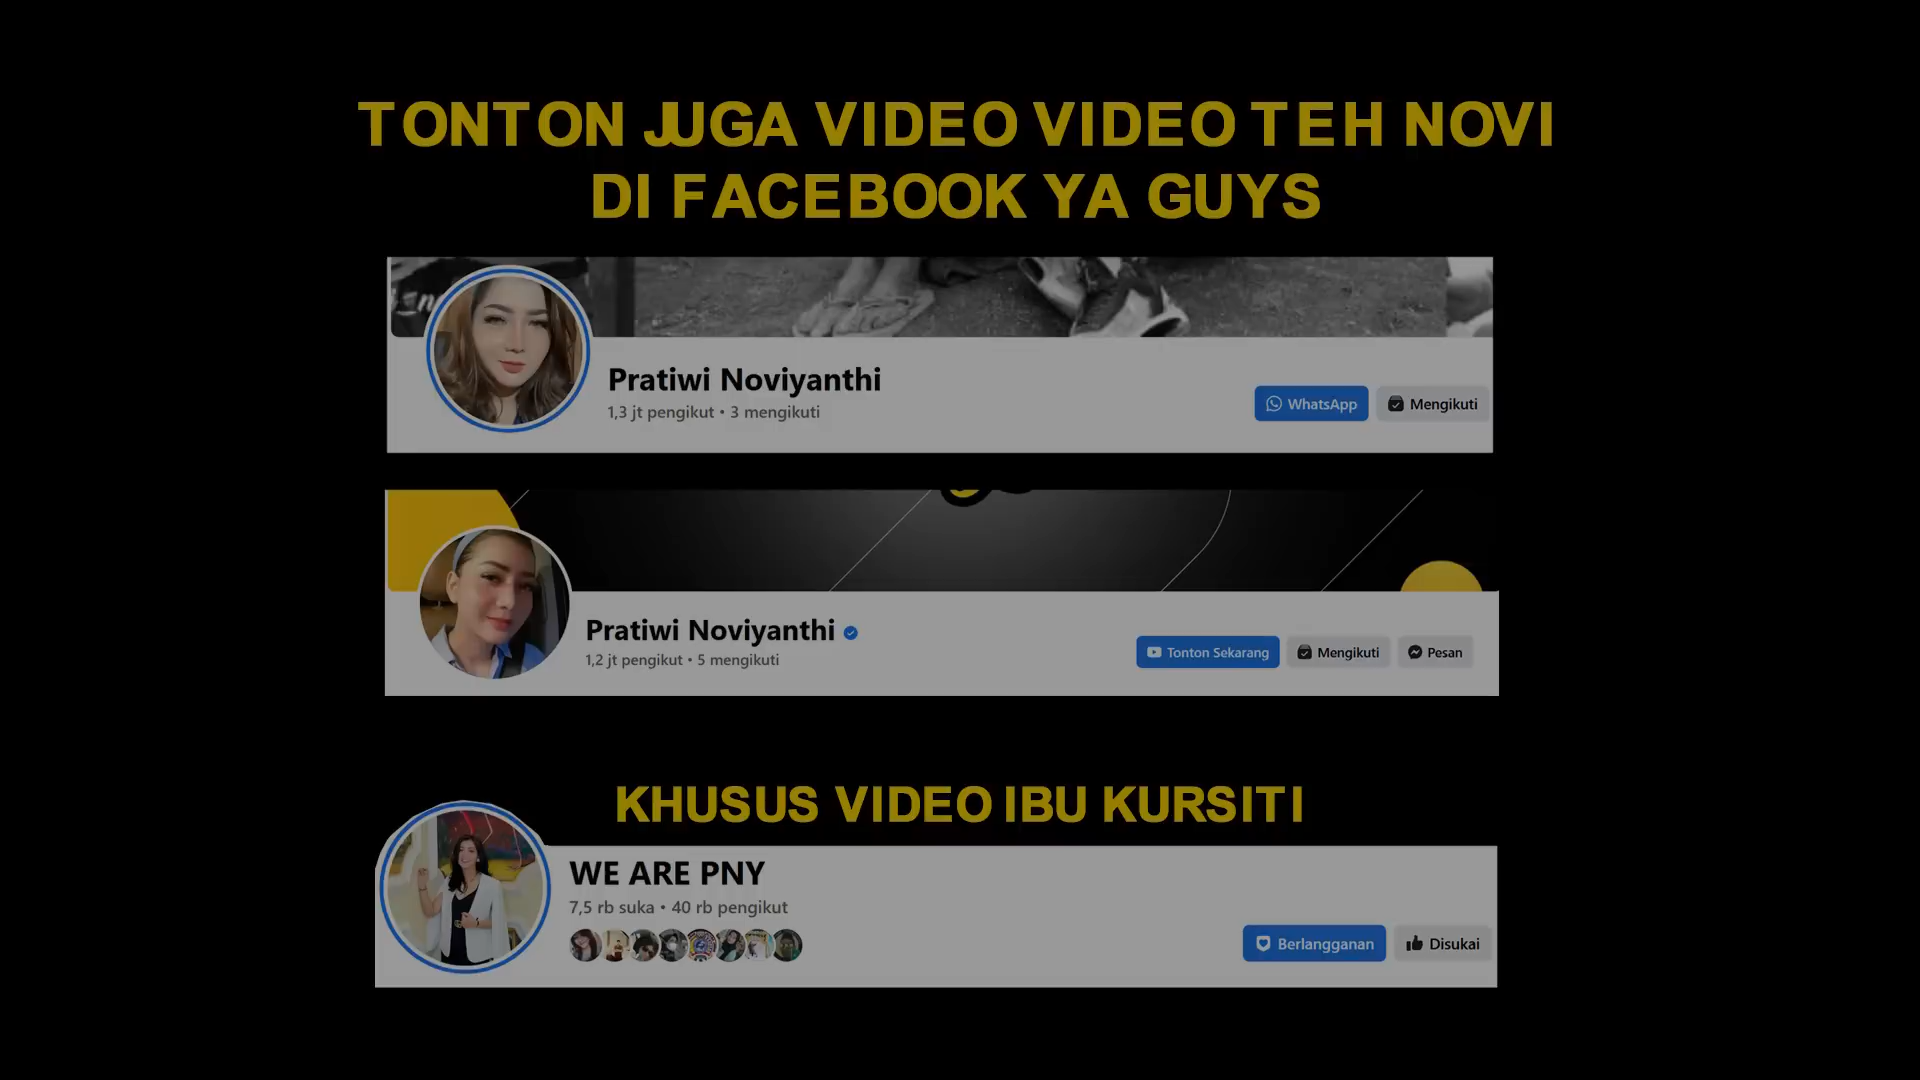 TONTON JUGA VIDEO VIDEO TEH NOVI
DI FACEBOOK YA GUYS
Pratiwi Noviyanthi
1,3 jt pengikut • 3 mengikuti
WhatsApp
Mengikuti
Pratiwi Noviyanthi
1,2 jt pengikut • 5 mengikuti
Tonton Sekarang
Mengikuti
Pesan
KHUSUS VIDEO IBU KURSITI
WE ARE PNY
7,5 rb suka • 40 rb pengikut
Berlangganan
Disukai